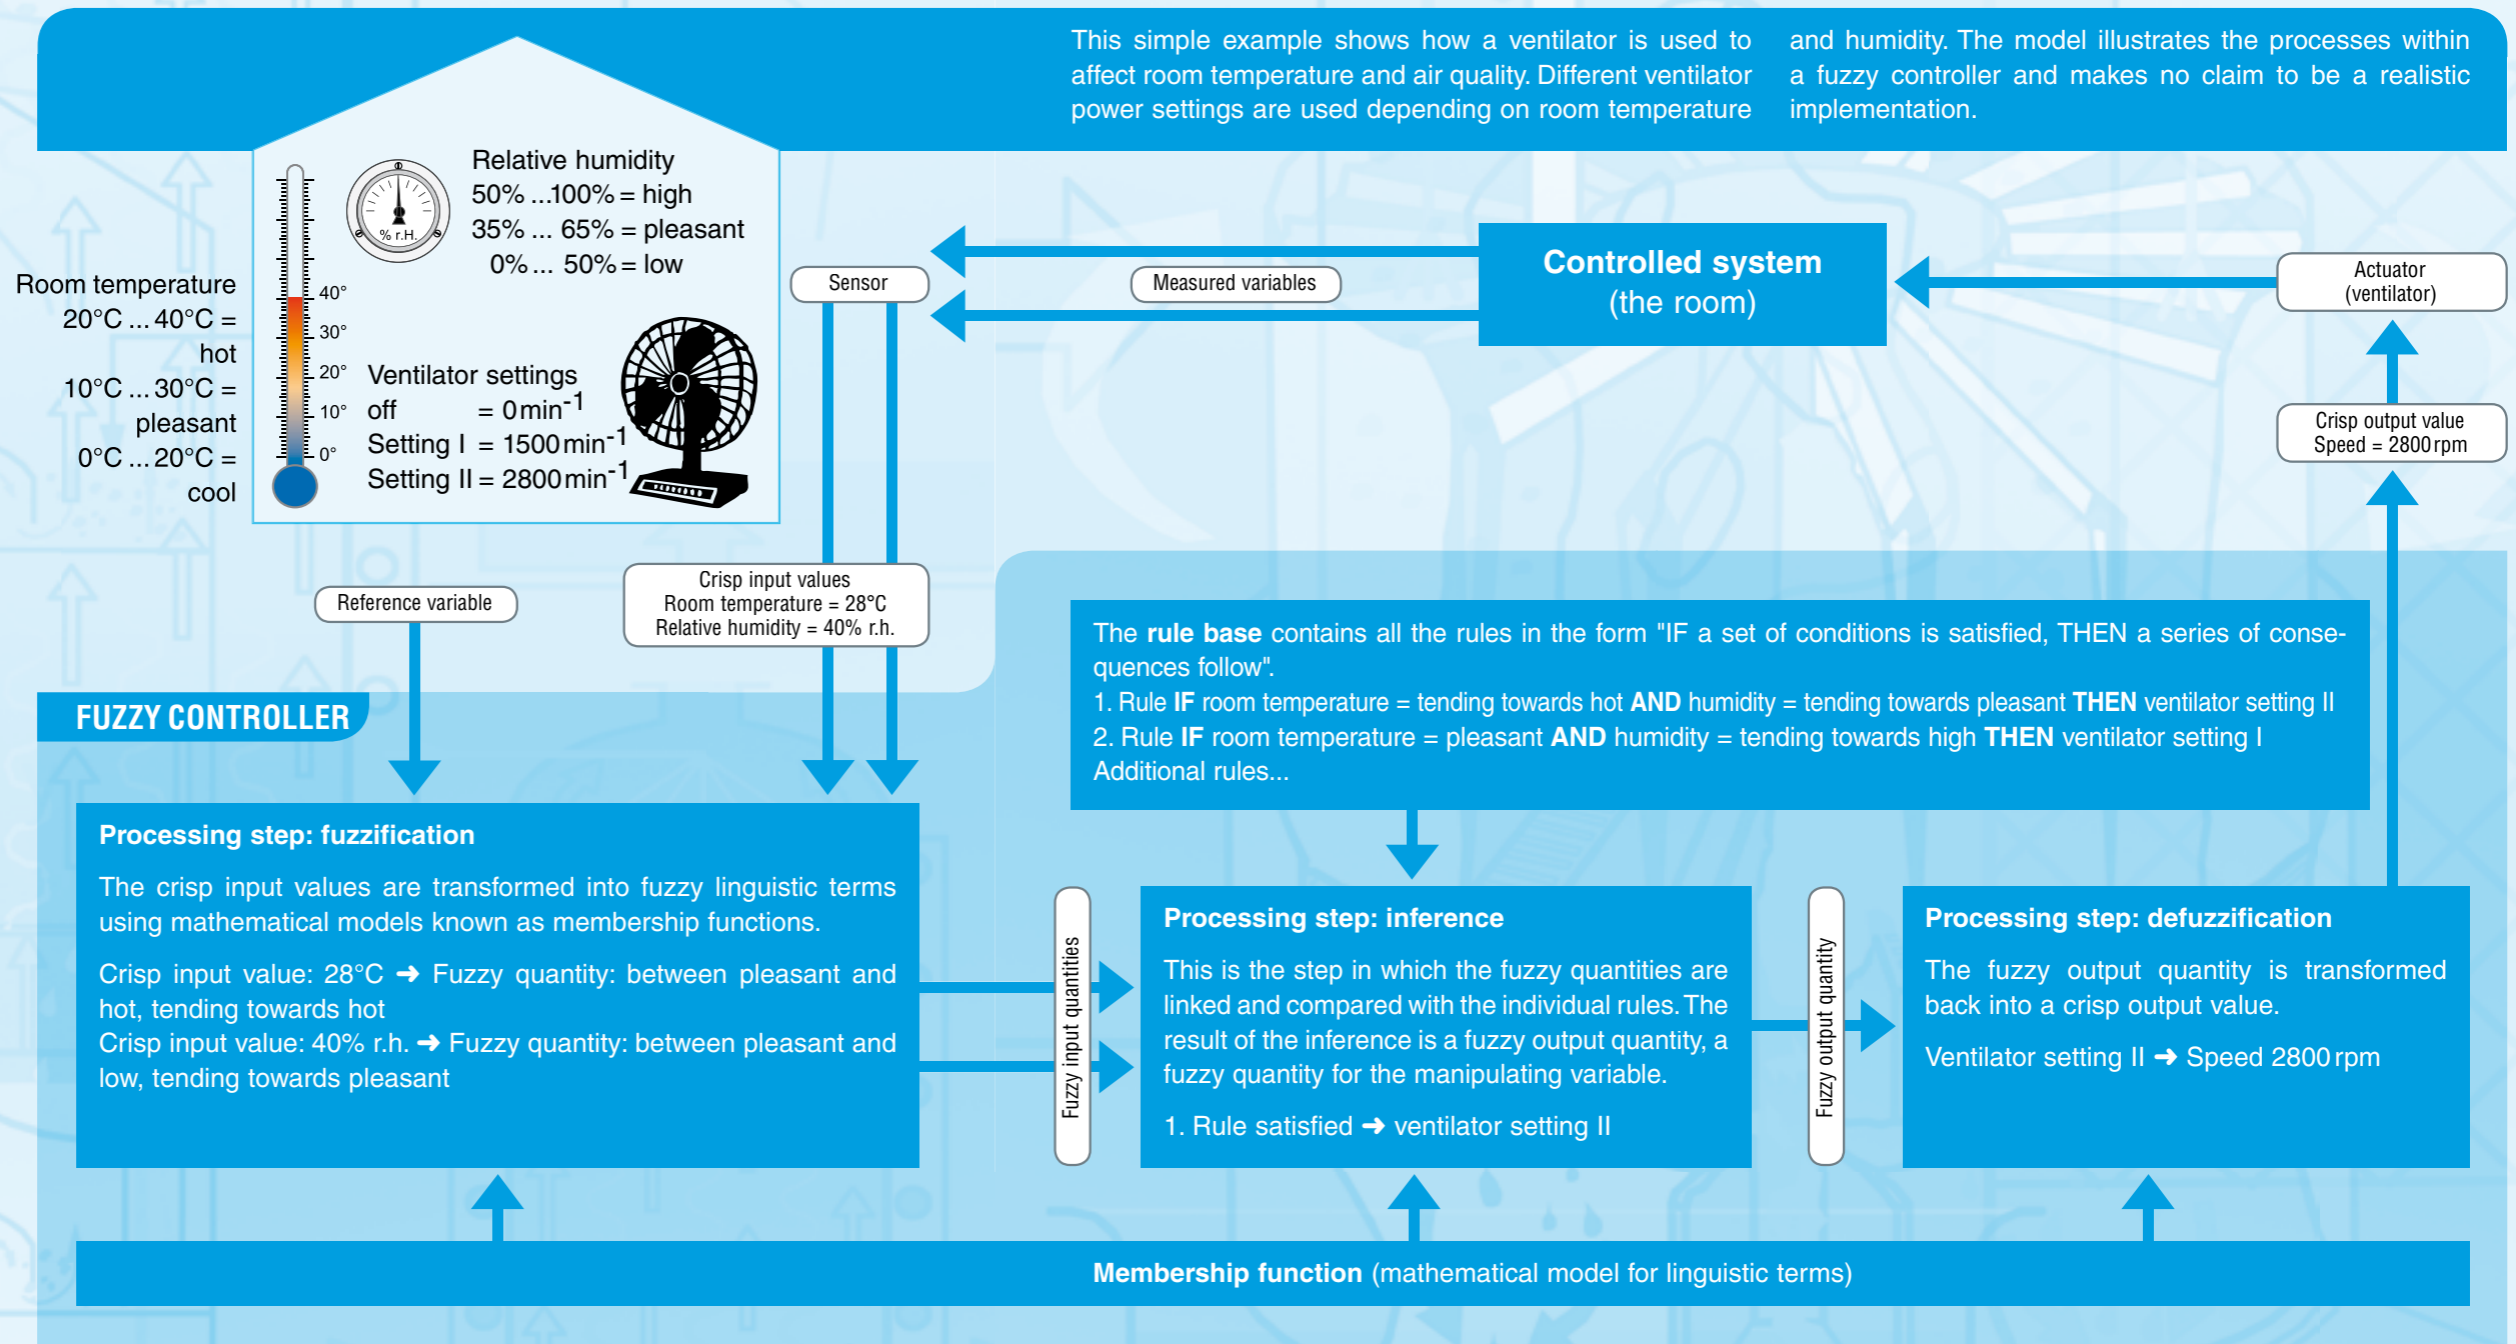 This simple example shows how a ventilator is used to
affect room temperature and air quality. Different ventilator
power settings are used depending on room temperature
and humidity. The model illustrates the processes within
a fuzzy controller and makes no claim to be a realistic
implementation.
Relative humidity
50% ...100% = high
35% ... 65% = pleasant
0% ... 50% = low
% r.H.
Room temperature
20°C ... 40°C =
hot
10°C ... 30°C =
pleasant
0°C ... 20°C =
cool
40°
30°
20°
10°
0°
Ventilator settings
off = 0 min-1
Setting I = 1500 min-1
Setting II = 2800 min-1
Sensor
Measured variables
Controlled system
(the room)
Actuator
(ventilator)
Crisp output value
Speed = 2800 rpm
Reference variable
Crisp input values
Room temperature = 28°C
Relative humidity = 40% r.h.
The rule base contains all the rules in the form "IF a set of conditions is satisfied, THEN a series of conse-
quences follow".
1. Rule IF room temperature = tending towards hot AND humidity = tending towards pleasant THEN ventilator setting II
2. Rule IF room temperature = pleasant AND humidity = tending towards high THEN ventilator setting I
Additional rules...
FUZZY CONTROLLER
Processing step: fuzzification
The crisp input values are transformed into fuzzy linguistic terms
using mathematical models known as membership functions.
Crisp input value: 28°C ➜ Fuzzy quantity: between pleasant and
hot, tending towards hot
Crisp input value: 40% r.h. ➜ Fuzzy quantity: between pleasant and
low, tending towards pleasant
Fuzzy input quantities
Processing step: inference
This is the step in which the fuzzy quantities are
linked and compared with the individual rules. The
result of the inference is a fuzzy output quantity, a
fuzzy quantity for the manipulating variable.
1. Rule satisfied ➜ ventilator setting II
Fuzzy output quantity
Processing step: defuzzification
The fuzzy output quantity is transformed
back into a crisp output value.
Ventilator setting II ➜ Speed 2800 rpm
Membership function (mathematical model for linguistic terms)